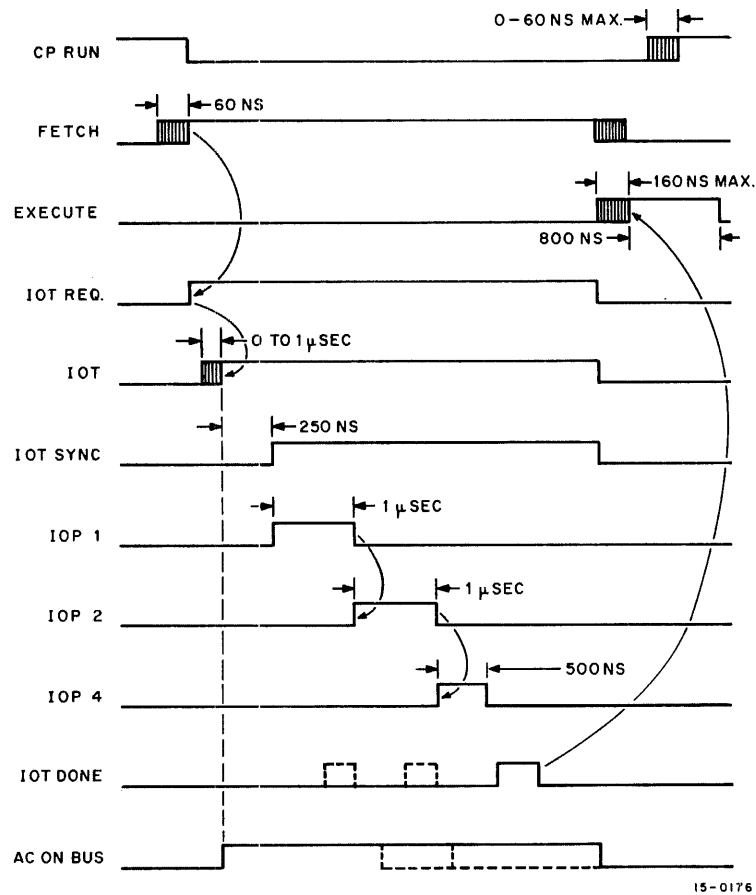 0-60 NS MAX.
CP RUN
60 NS
FETCH
160 NS MAX.
EXECUTE
800 NS
IOT REQ.
0 TO 1 μSEC
IOT
250 NS
IOT SYNC
1 μSEC
IOP 1
1 μSEC
IOP 2
500 NS
IOP 4
IOT DONE
AC ON BUS
15-0176